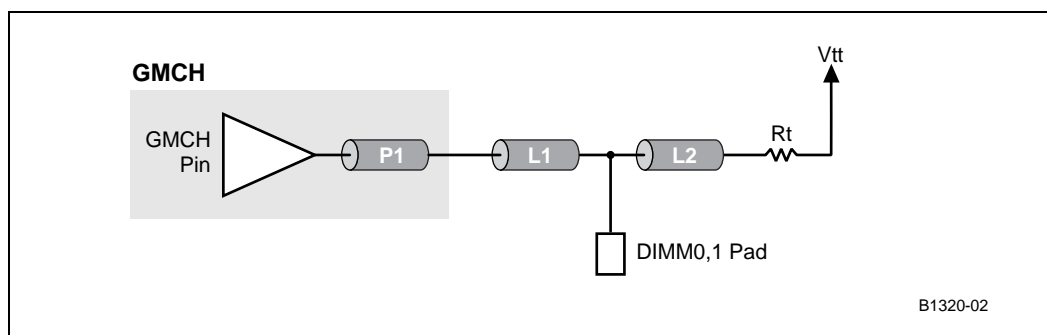 GMCH
Vtt
GMCH
Pin
P1
L1
L2
Rt
DIMM0,1 Pad
B1320-02